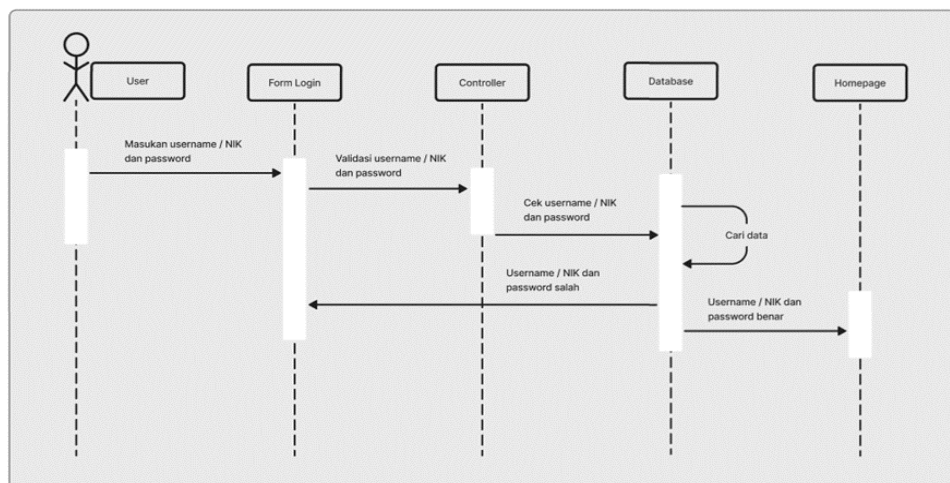 User
Form Login
Controller
Database
Homepage
Masukan username / NIK
dan password
Validasi username / NIK
dan password
Cek username / NIK
dan password
Cari data
Username / NIK dan
password salah
Username / NIK dan
password benar